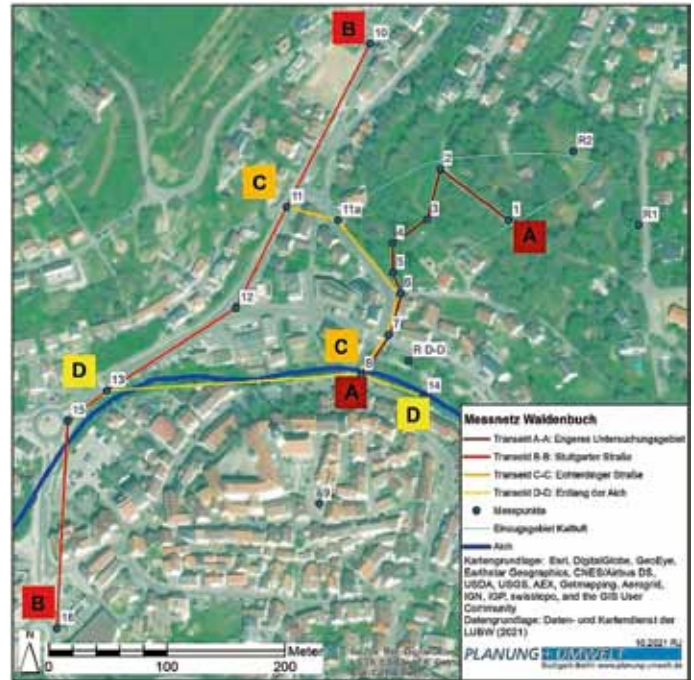 B
10
R2
2
C
11
11a
3
1
R1
A
4
5
6
12
7
C
R D-D
D
13
8
A
14
D
15
Messnetz Waldenbuch
Transekt A-A: Engeres Untersuchungsgebiet
Transekt B-B: Stuttgarter Straße
Transekt C-C: Echterdinger Straße
Transekt D-D: Entlang der Aich
Messpunkte
Einzugsgebiet Kaltluft
Aich
Kartengrundlage: Esri, DigitalGlobe, GeoEye,
Earthstar Geographics, CNES/Airbus DS,
USDA, USGS, AEX, Getmapping, Aerogrid,
IGN, IGP, swisstopo, and the GIS User
Community
Datengrundlage: Daten- und Kartendienst der
LUBW (2021)
10.2021 RJ
PLANUNG + UMWELT
Stuttgart-Berlin www.planung-umwelt.de
B
16
N
Meter
0
100
200